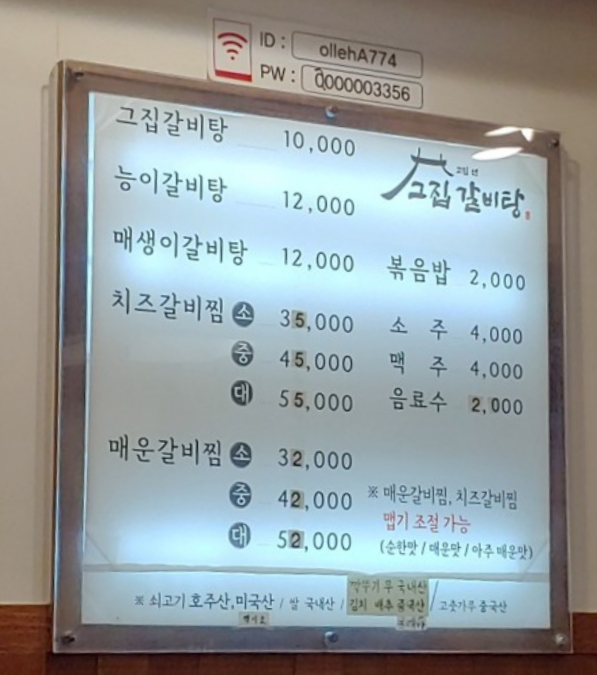 ID : ollehA774
PW : 0000003356
그집갈비탕 10,000
능이갈비탕 12,000
매생이갈비탕 12,000
치즈갈비찜 소 35,000
중 45,000
대 55,000
매운갈비찜 소 32,000
중 42,000
대 52,000
그집 갈비탕
볶음밥 2,000
소 주 4,000
맥 주 4,000
음료수 2,000
※ 매운갈비찜, 치즈갈비찜
맵기 조절 가능
(순한맛 / 매운맛 / 아주 매운맛)
※ 쇠고기 호주산,미국산 / 쌀 국내산 /
깍두기 무 국내산
김치 배추 중국산
/ 고춧가루 중국산
멕시코